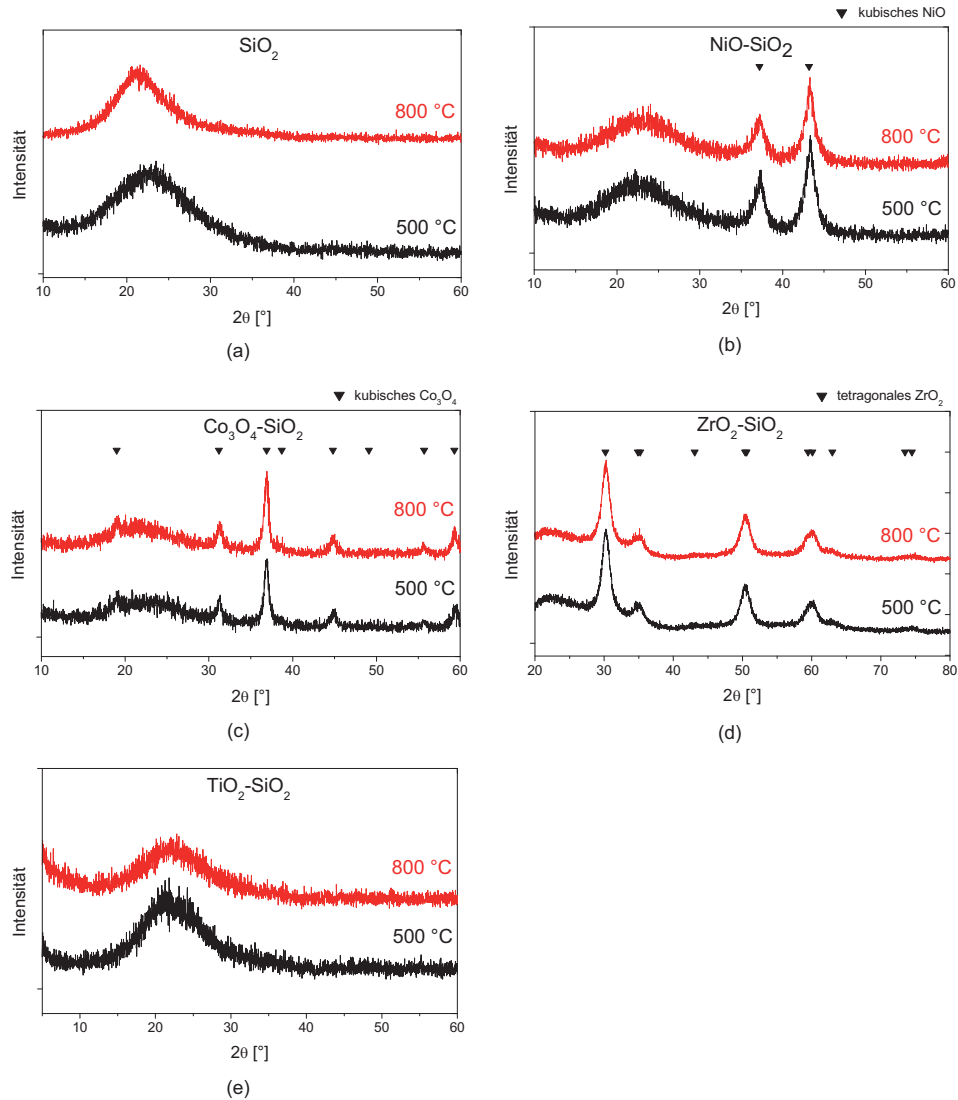 SiO₂
800 °C
500 °C
Intensität
10 20 30 40 50 60
2θ [°]
(a)
▼ kubisches NiO
NiO-SiO2
800 °C
500 °C
Intensität
10 20 30 40 50 60
2θ [°]
(b)
▼ kubisches Co₃O₄
Co₃O₄-SiO₂
800 °C
500 °C
Intensität
10 20 30 40 50 60
2θ [°]
(c)
▼ tetragonales ZrO₂
ZrO₂-SiO₂
800 °C
500 °C
Intensität
20 30 40 50 60 70 80
2θ [°]
(d)
TiO₂-SiO₂
800 °C
500 °C
Intensität
10 20 30 40 50 60
2θ [°]
(e)